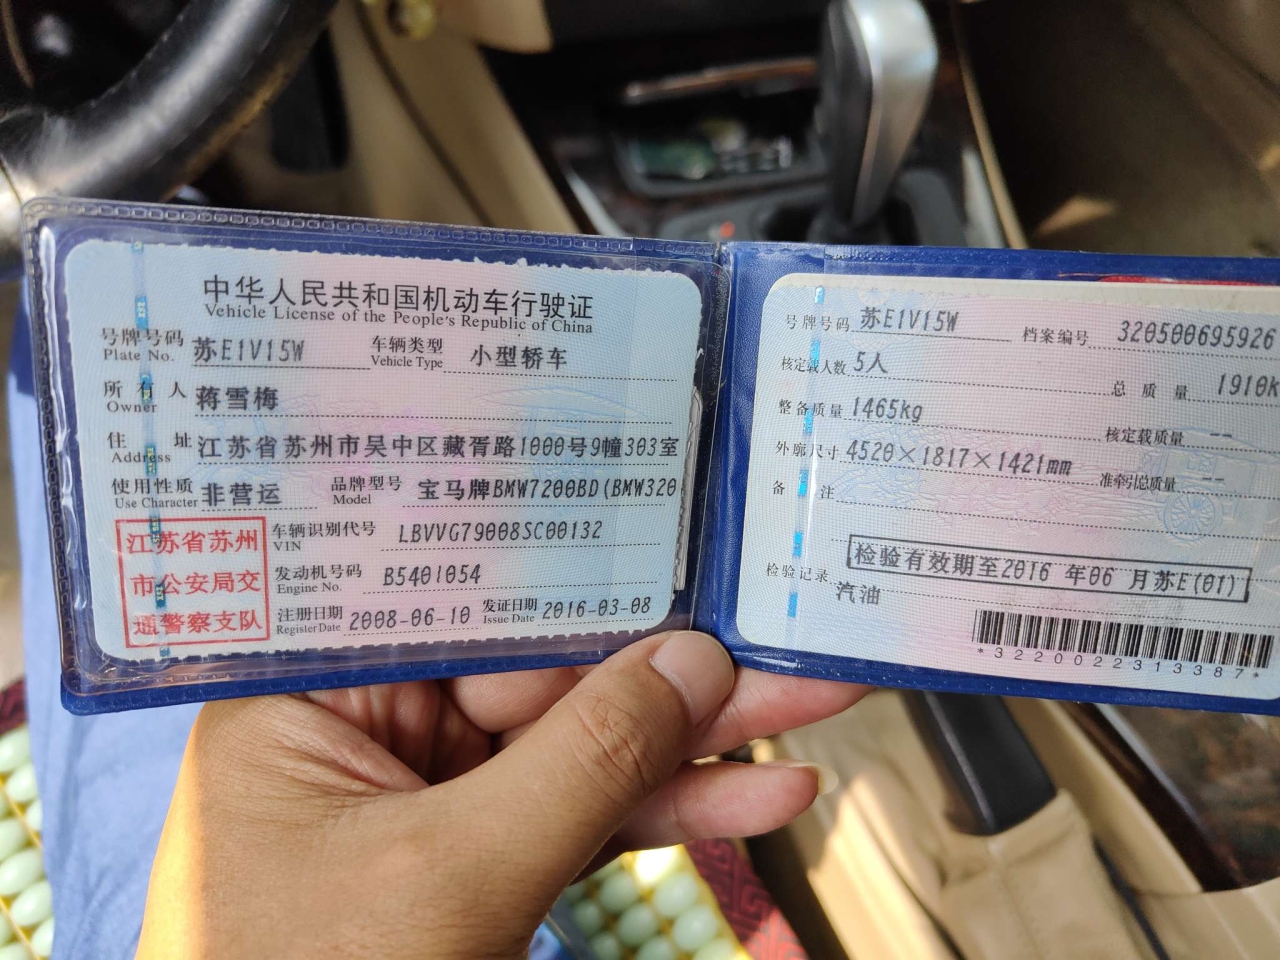 中华人民共和国机动车行驶证
Vehicle License of the People's Republic of China
号牌号码 Plate No. 苏E1V15W 车辆类型 Vehicle Type 小型轿车
所有人 Owner 蒋雪梅
住址 Address 江苏省苏州市吴中区藏胥路1000号9幢303室
使用性质 Use Character 非营运 品牌型号 Model 宝马牌BMW7200BD(BMW320
江苏省苏州
市公安局交
通警察支队
车辆识别代号 VIN LBVVG79008SC00132
发动机号码 Engine No. B5401054
注册日期 Register Date 2008-06-10 发证日期 Issue Date 2016-03-08
号牌号码 苏E1V15W 档案编号 320500695926
核定载人数 5人 总质量 1910K
整备质量 1465kg 核定载质量 --
外廓尺寸 4520×1817×1421mm 准牵引总质量 --
备注
检验有效期至2016 年06 月苏E(01)
检验记录 汽油
*3220022313387*